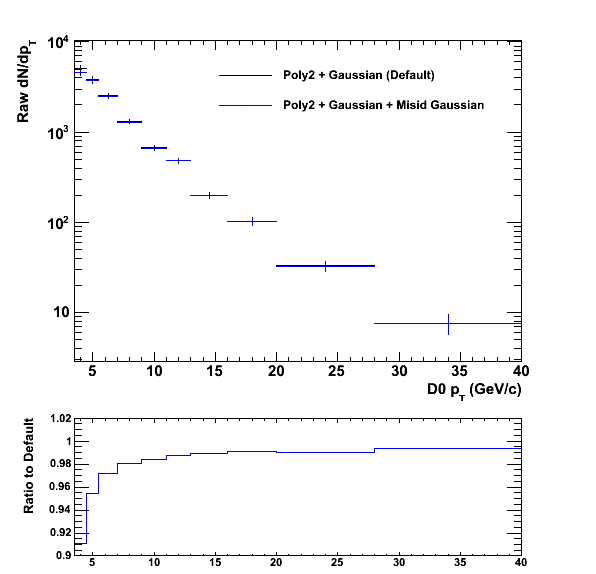 Raw dN/dp_T
10^4
10^3
10^2
10
Poly2 + Gaussian (Default)
Poly2 + Gaussian + Misid Gaussian
5 10 15 20 25 30 35 40
D0 p_T (GeV/c)
Ratio to Default
1.02
1
0.98
0.96
0.94
0.92
0.9
5 10 15 20 25 30 35 40